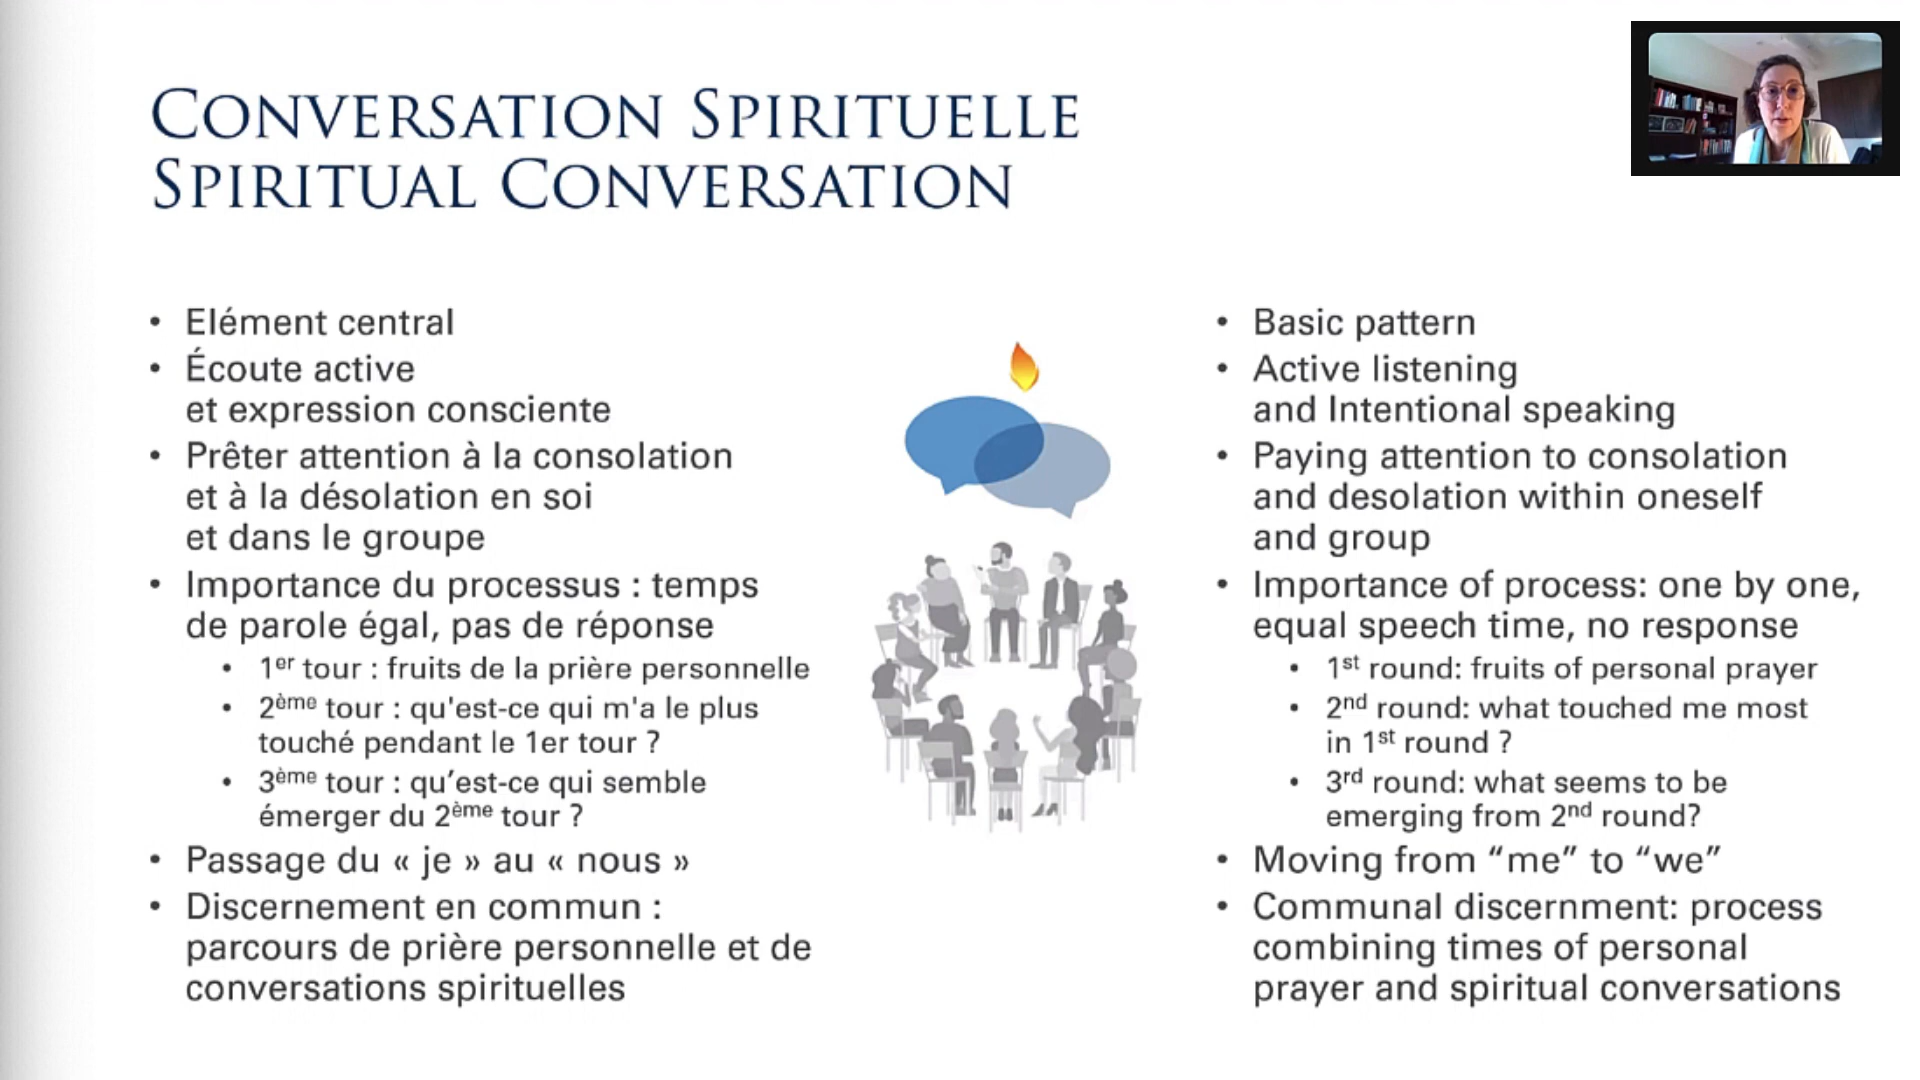 CONVERSATION SPIRITUELLE
SPIRITUAL CONVERSATION
• Elément central
• Écoute active
et expression consciente
• Prêter attention à la consolation
et à la désolation en soi
et dans le groupe
• Importance du processus : temps
de parole égal, pas de réponse
• 1er tour : fruits de la prière personnelle
• 2ème tour : qu'est-ce qui m'a le plus
touché pendant le 1er tour ?
• 3ème tour : qu’est-ce qui semble
émerger du 2ème tour ?
• Passage du « je » au « nous »
• Discernement en commun :
parcours de prière personnelle et de
conversations spirituelles
• Basic pattern
• Active listening
and Intentional speaking
• Paying attention to consolation
and desolation within oneself
and group
• Importance of process: one by one,
equal speech time, no response
• 1st round: fruits of personal prayer
• 2nd round: what touched me most
in 1st round ?
• 3rd round: what seems to be
emerging from 2nd round?
• Moving from “me” to “we”
• Communal discernment: process
combining times of personal
prayer and spiritual conversations